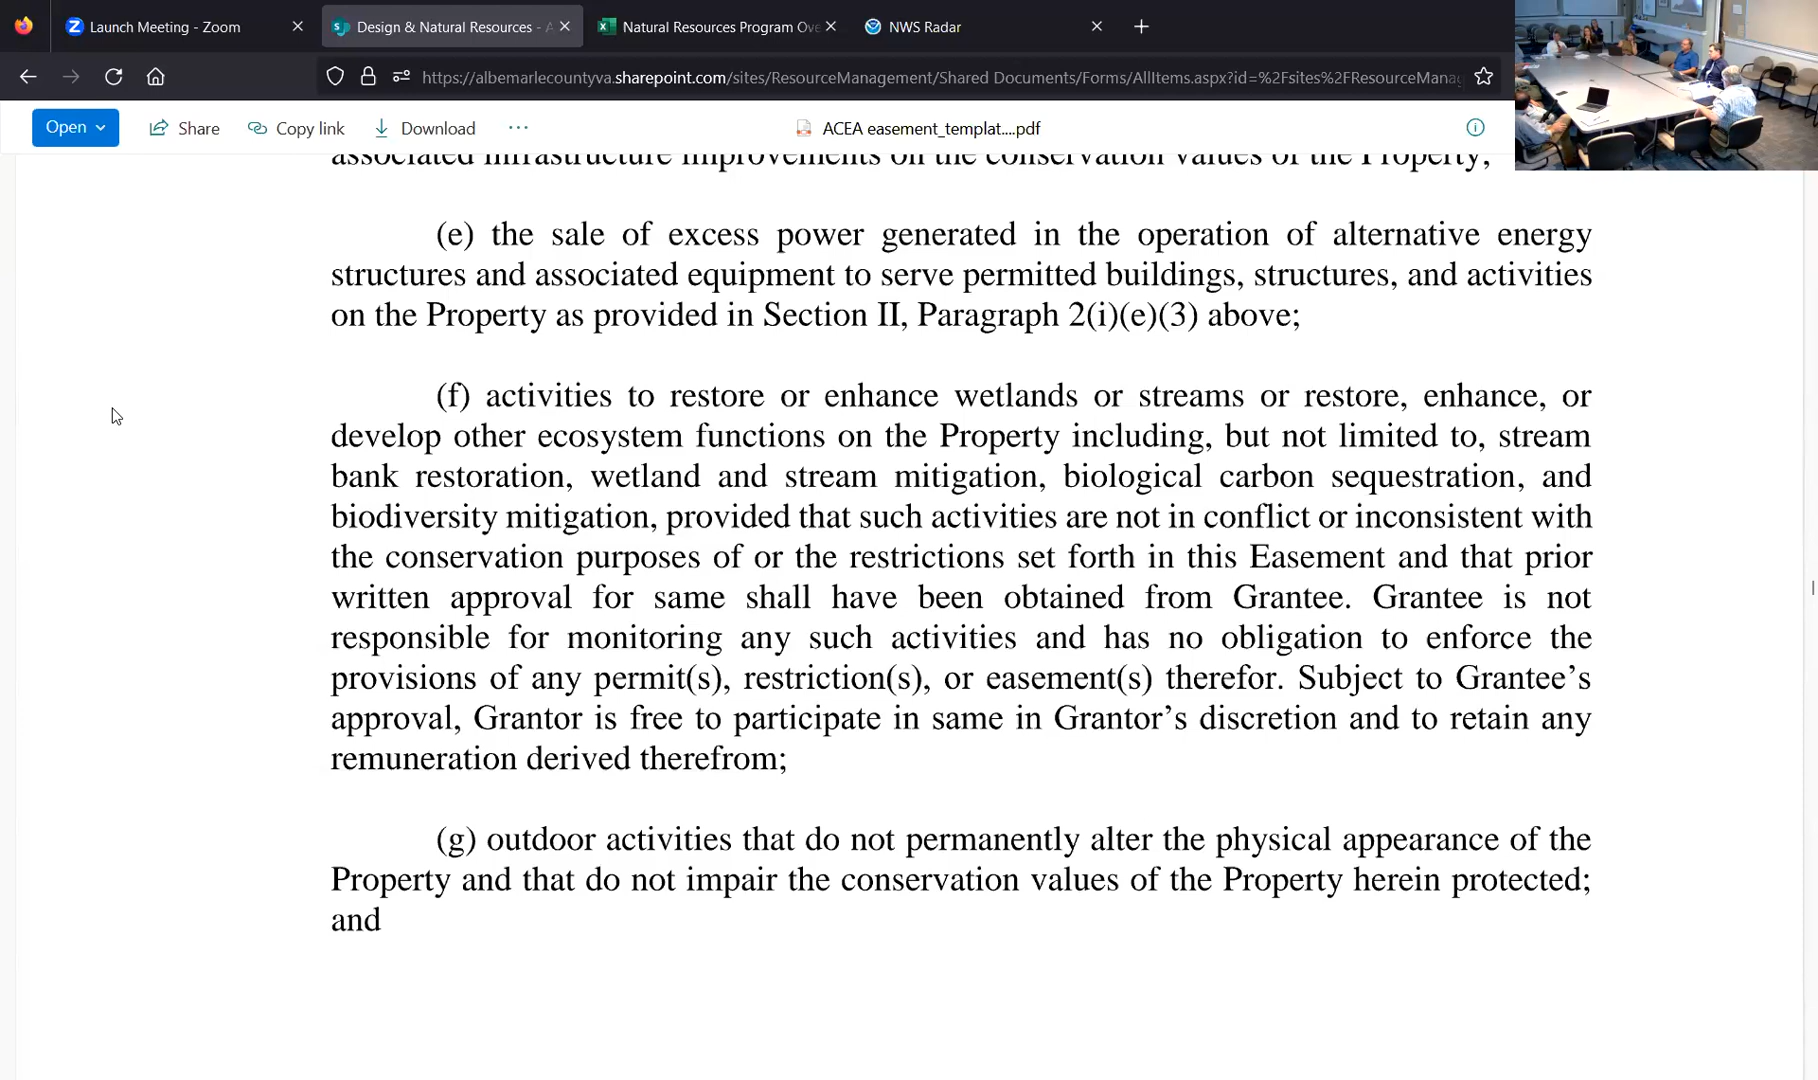 Launch Meeting - Zoom
Design & Natural Resources - A
Natural Resources Program Ove
NWS Radar
https://albemarlecountyva.sharepoint.com/sites/ResourceManagement/Shared Documents/Forms/AllItems.aspx?id=%2Fsites%2FResourceMana
Open
Share
Copy link
Download
ACEA easement_templat....pdf
associated infrastructure improvements on the conservation values of the Property;
(e) the sale of excess power generated in the operation of alternative energy
structures and associated equipment to serve permitted buildings, structures, and activities
on the Property as provided in Section II, Paragraph 2(i)(e)(3) above;
(f) activities to restore or enhance wetlands or streams or restore, enhance, or
develop other ecosystem functions on the Property including, but not limited to, stream
bank restoration, wetland and stream mitigation, biological carbon sequestration, and
biodiversity mitigation, provided that such activities are not in conflict or inconsistent with
the conservation purposes of or the restrictions set forth in this Easement and that prior
written approval for same shall have been obtained from Grantee. Grantee is not
responsible for monitoring any such activities and has no obligation to enforce the
provisions of any permit(s), restriction(s), or easement(s) therefor. Subject to Grantee’s
approval, Grantor is free to participate in same in Grantor’s discretion and to retain any
remuneration derived therefrom;
(g) outdoor activities that do not permanently alter the physical appearance of the
Property and that do not impair the conservation values of the Property herein protected;
and